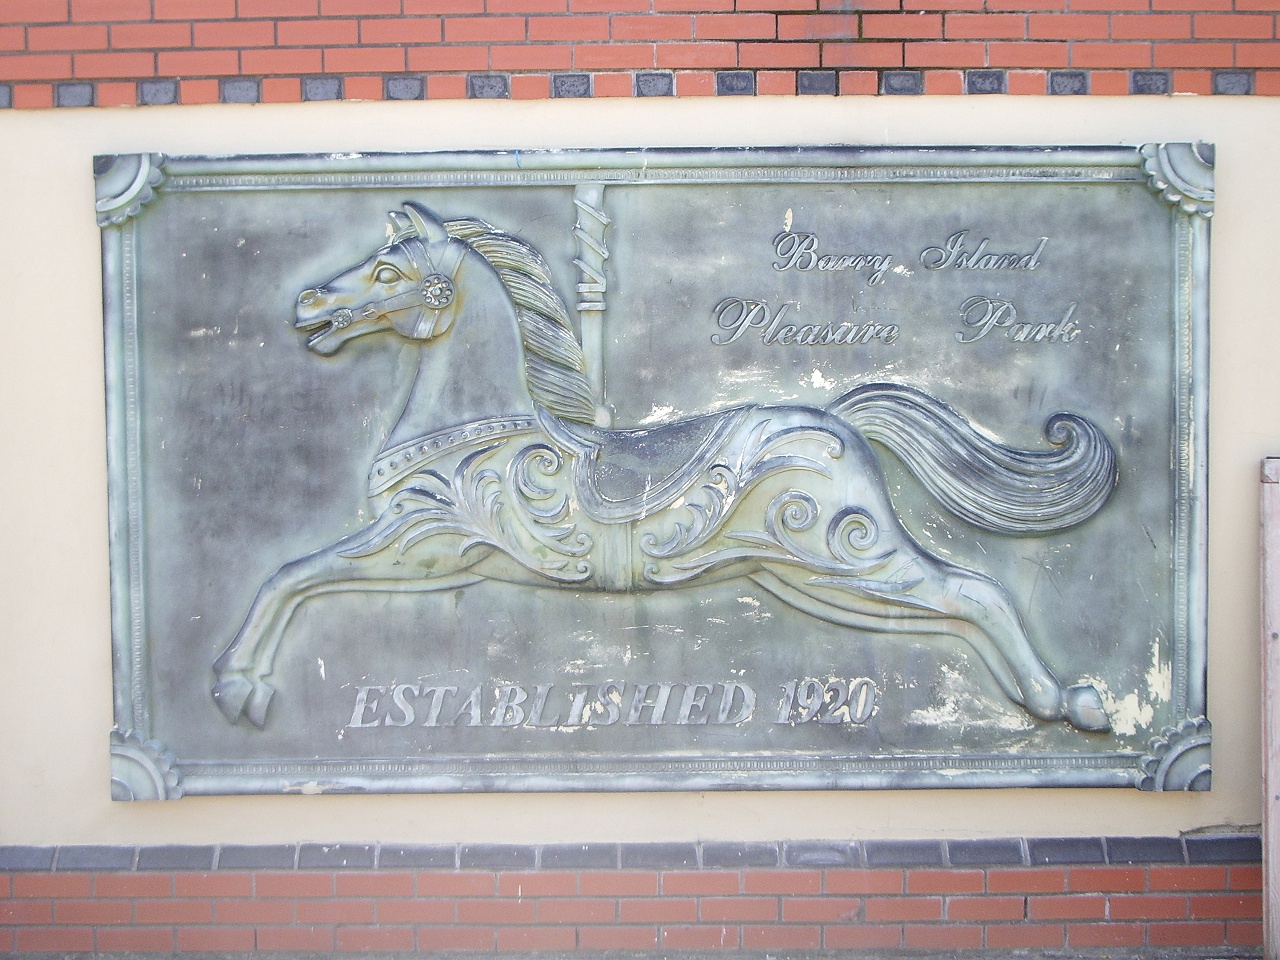 Barry Island
Pleasure Park
ESTABLISHED 1920